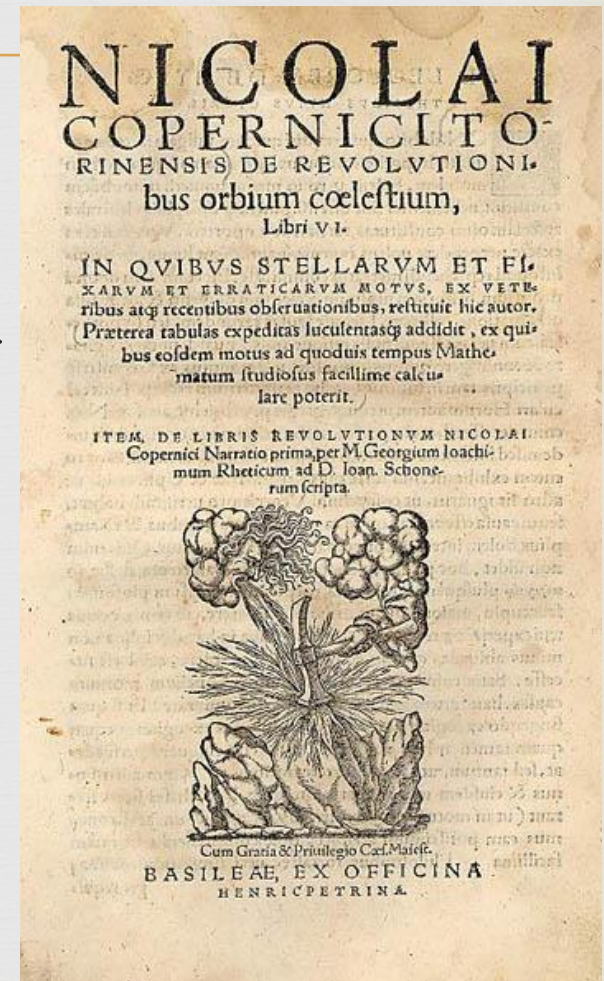 NICOLAI
COPERNICI TO-
RINENSIS DE REVOLVTIONI-
bus orbium cœleſtium,
Libri VI.
IN QVIBVS STELLARVM ET FI-
XARVM ET ERRATICARVM MOTVS, EX VETE-
ribus atq; recentibus obſeruationibus, reſtituit hic autor.
Præterea tabulas expeditas luculentasq; addidit, ex qui-
bus eoſdem motus ad quoduis tempus Mathe-
matum ſtudioſus facillime calcu-
lare poterit.
ITEM, DE LIBRIS REVOLVTIONVM NICOLAI
Copernici Narratio prima, per M. Georgium Ioachi-
mum Rheticum ad D. Ioan. Schone-
rum ſcripta.
Cum Gratia & Priuilegio Cæſ. Maieſt.
BASILEAE, EX OFFICINA
HENRICPETRINA.